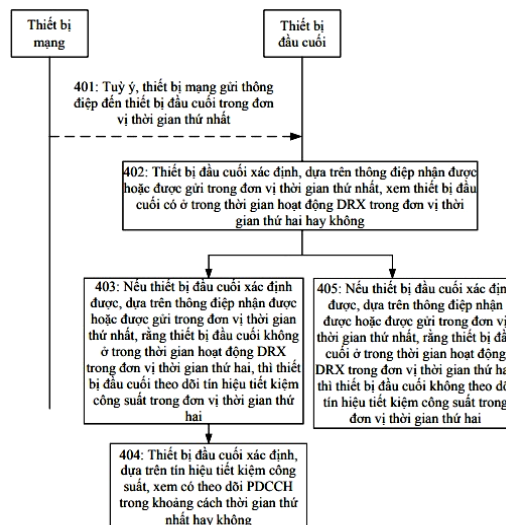 Thiết bị
mạng
Thiết bị
đầu cuối
401: Tuỳ ý, thiết bị mạng gửi thông
điệp đến thiết bị đầu cuối trong đơn
vị thời gian thứ nhất
402: Thiết bị đầu cuối xác định, dựa trên thông điệp nhận được
hoặc được gửi trong đơn vị thời gian thứ nhất, xem thiết bị đầu
cuối có ở trong thời gian hoạt động DRX trong đơn vị thời
gian thứ hai hay không
403: Nếu thiết bị đầu cuối xác định
được, dựa trên thông điệp nhận được
hoặc được gửi trong đơn vị thời gian
thứ nhất, rằng thiết bị đầu cuối không
ở trong thời gian hoạt động DRX
trong đơn vị thời gian thứ hai, thì thiết
bị đầu cuối theo dõi tín hiệu tiết kiệm
công suất trong đơn vị thời gian thứ
hai
405: Nếu thiết bị đầu cuối xác
được, dựa trên thông điệp nhận
được hoặc được gửi trong đơn vị
thời gian thứ nhất, rằng thiết bị
cuối ở trong thời gian hoạt động
DRX trong đơn vị thời gian thứ
thì thiết bị đầu cuối không theo dõi
tín hiệu tiết kiệm công suất trong
đơn vị thời gian thứ hai
404: Thiết bị đầu cuối xác định,
dựa trên tín hiệu tiết kiệm công
suất, xem có theo dõi PDCCH
trong khoảng cách thời gian thứ
nhất hay không